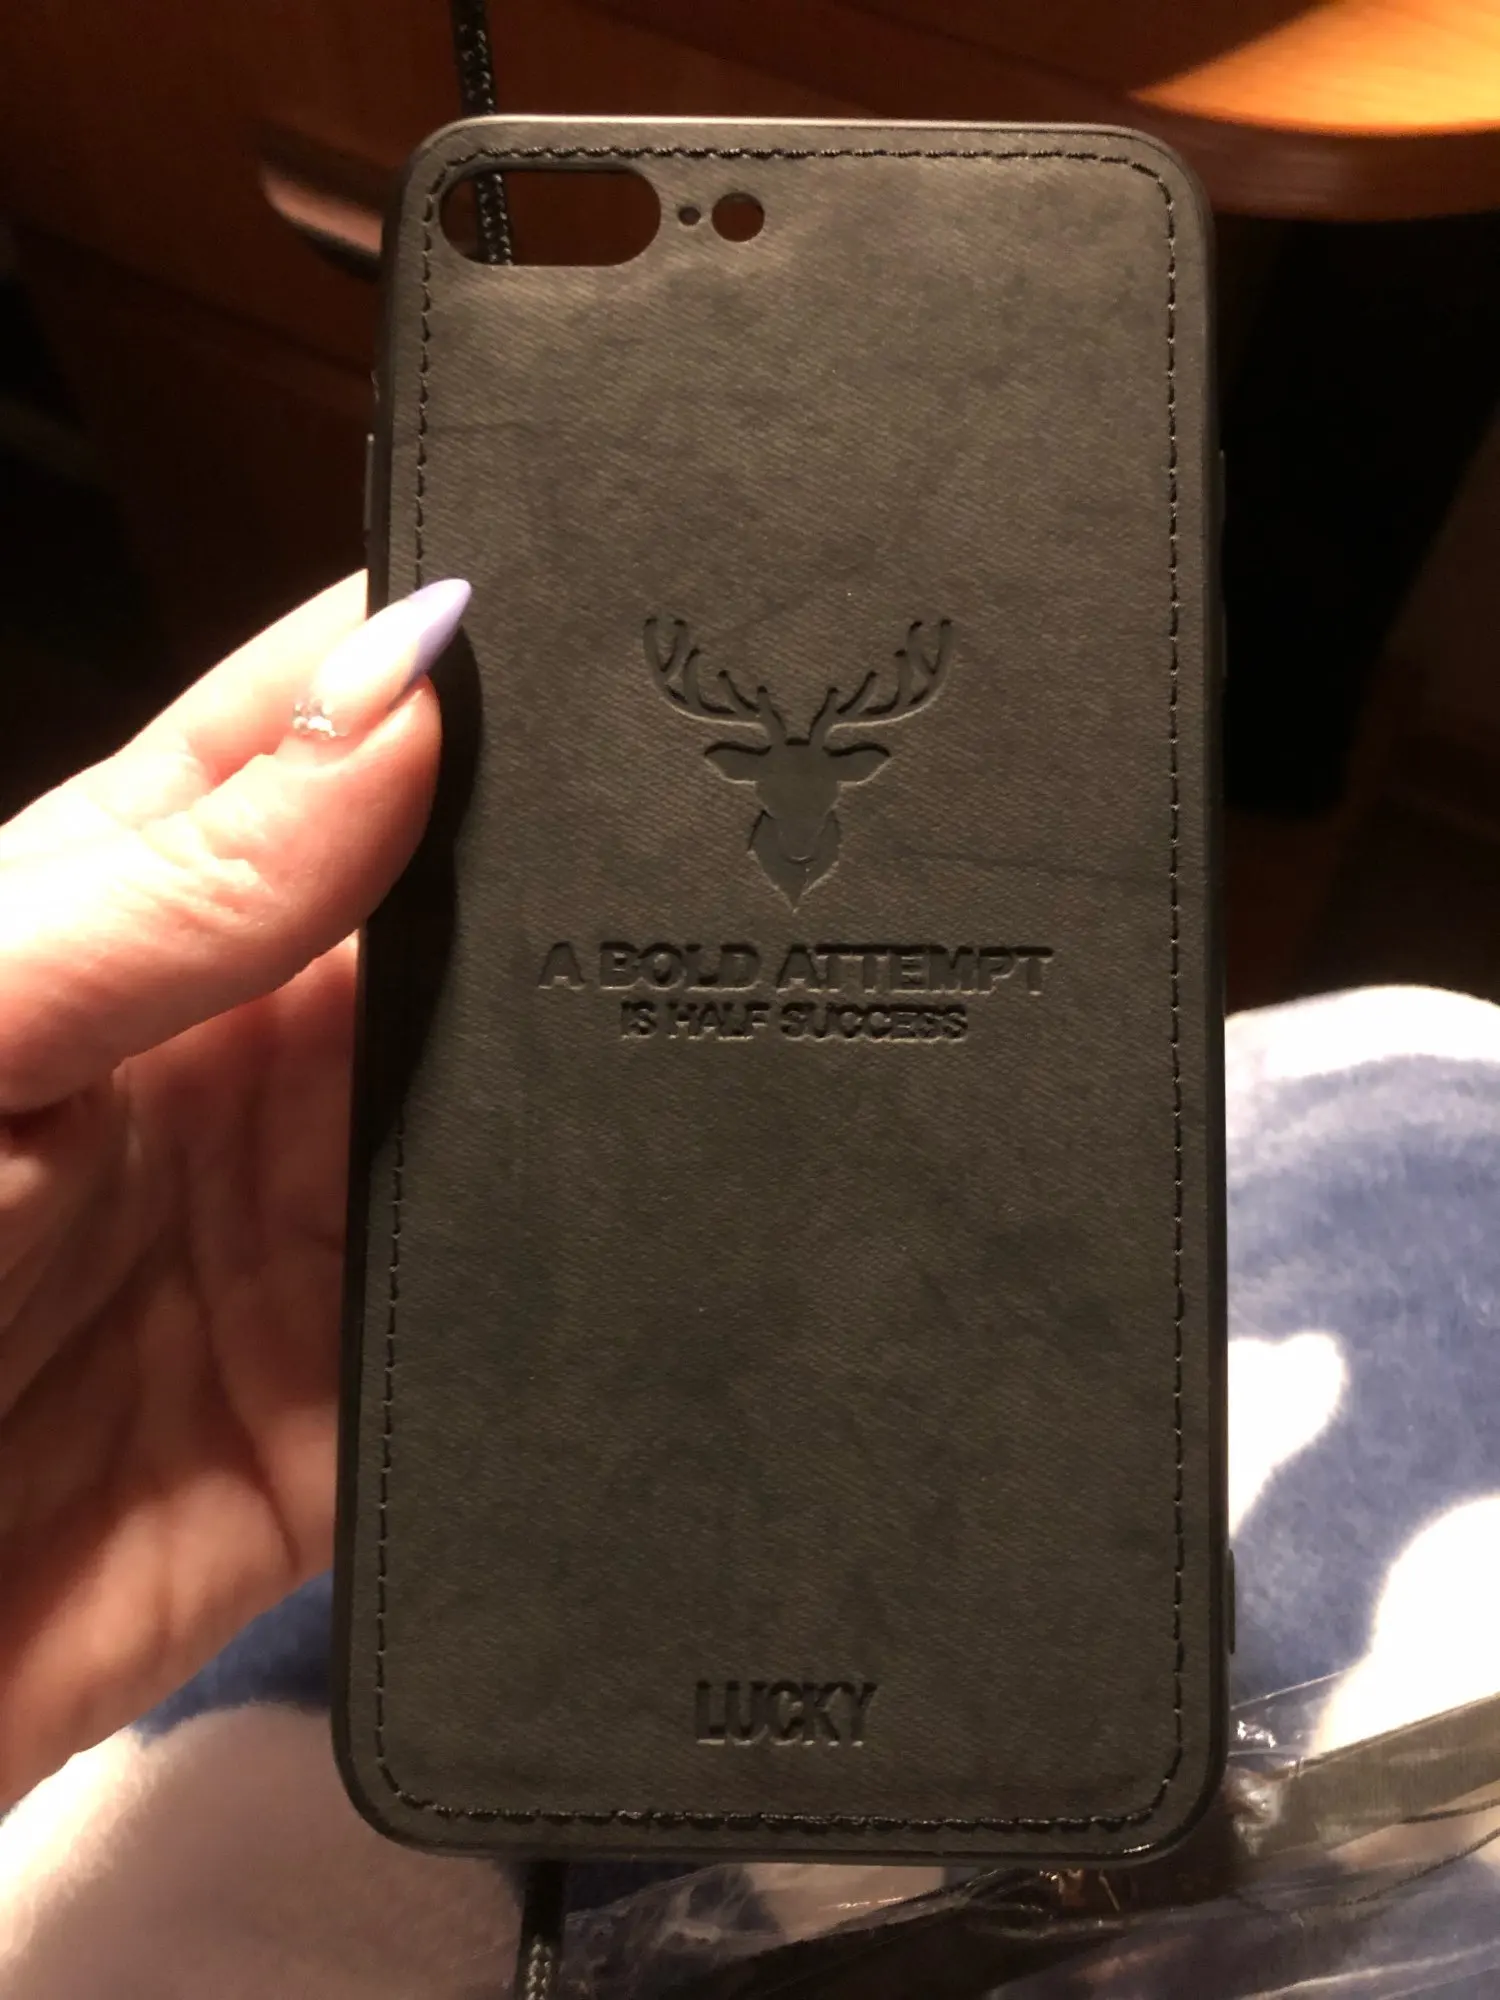 A BOLD ATTEMPT
IS HALF SUCCESS
LUCKY